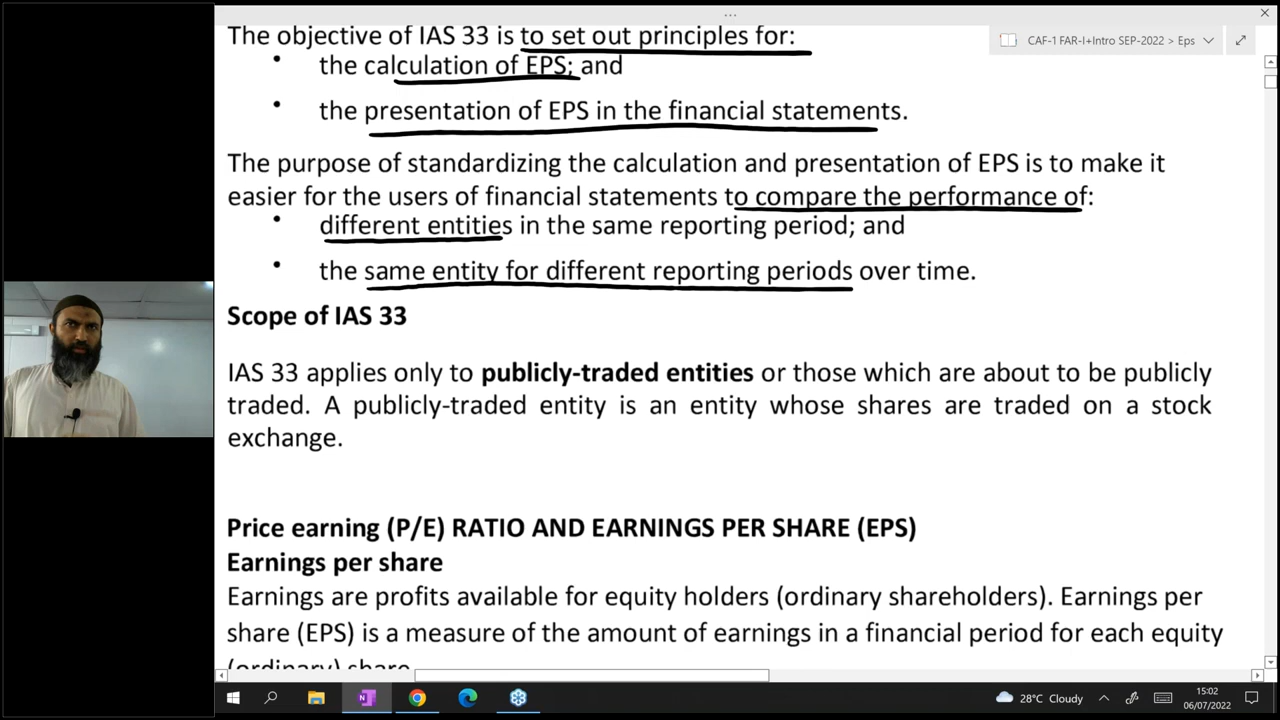 ...
CAF-1 FAR-I+Intro SEP-2022 > Eps
The objective of IAS 33 is to set out principles for:
• the calculation of EPS; and
• the presentation of EPS in the financial statements.
The purpose of standardizing the calculation and presentation of EPS is to make it
easier for the users of financial statements to compare the performance of:
• different entities in the same reporting period; and
• the same entity for different reporting periods over time.
Scope of IAS 33
IAS 33 applies only to publicly-traded entities or those which are about to be publicly
traded. A publicly-traded entity is an entity whose shares are traded on a stock
exchange.
Price earning (P/E) RATIO AND EARNINGS PER SHARE (EPS)
Earnings per share
Earnings are profits available for equity holders (ordinary shareholders). Earnings per
share (EPS) is a measure of the amount of earnings in a financial period for each equity
(ordinary) share
28°C Cloudy
15:02
06/07/2022